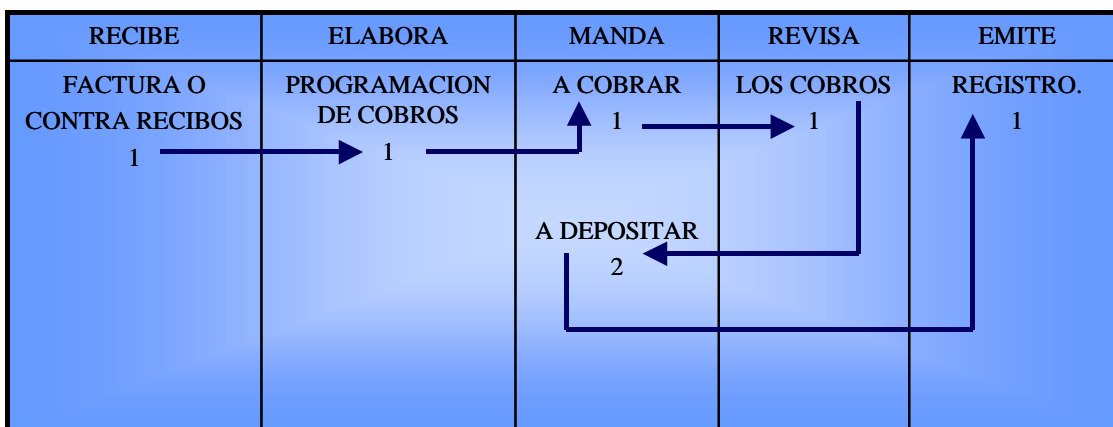 RECIBE
ELABORA
MANDA
REVISA
EMITE
FACTURA O
CONTRA RECIBOS
1
PROGRAMACION
DE COBROS
1
A COBRAR
1
LOS COBROS
1
REGISTRO.
1
A DEPOSITAR
2